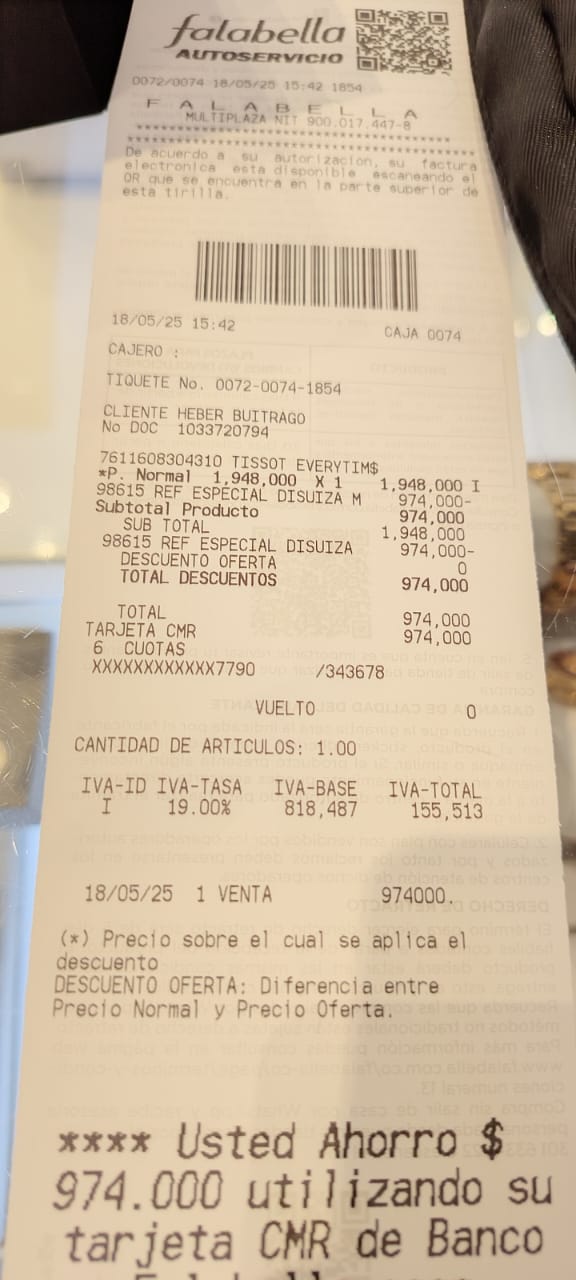 falabella
AUTOSERVICIO
0072/0074 18/05/25 15:42 1854
F A L A B E L L A
MULTIPLAZA NIT 900.017.447-8
**************************************
**************************************
De acuerdo a su autorizacion, su factura
electronica esta disponible escaneando el
QR que se encuentra en la parte superior de
esta tirilla.
18/05/25 15:42 CAJA 0074
CAJERO :
TIQUETE No. 0072-0074-1854
CLIENTE HEBER BUITRAGO
No DOC 1033720794
7611608304310 TISSOT EVERYTIM$
*P. Normal 1,948,000 X 1 1,948,000 I
98615 REF ESPECIAL DISUIZA M 974,000-
Subtotal Producto 974,000
SUB TOTAL 1,948,000
98615 REF ESPECIAL DISUIZA 974,000-
DESCUENTO OFERTA 0
TOTAL DESCUENTOS 974,000
TOTAL 974,000
TARJETA CMR 974,000
6 CUOTAS
XXXXXXXXXXXX7790 /343678
VUELTO 0
CANTIDAD DE ARTICULOS: 1.00
IVA-ID IVA-TASA IVA-BASE IVA-TOTAL
I 19.00% 818,487 155,513
18/05/25 1 VENTA 974000.
(*) Precio sobre el cual se aplica el
descuento
DESCUENTO OFERTA: Diferencia entre
Precio Normal y Precio Oferta.
**** Usted Ahorro $
974.000 utilizando su
tarjeta CMR de Banco